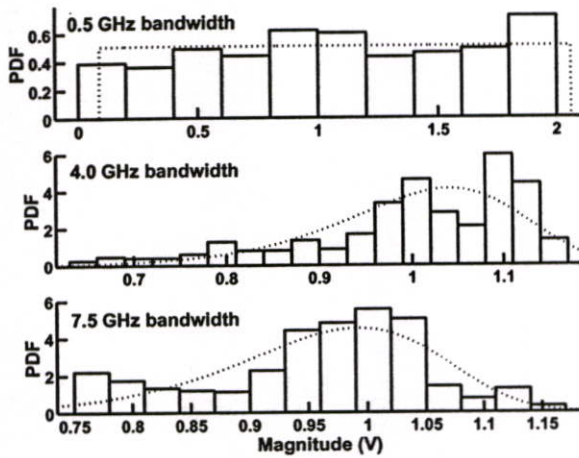 0.5 GHz bandwidth
PDF
0.6
0.4
0.2
0
0 0.5 1 1.5 2
4.0 GHz bandwidth
PDF
6
4
2
0
0.7 0.8 0.9 1 1.1
7.5 GHz bandwidth
PDF
6
4
2
0
0.75 0.8 0.85 0.9 0.95 1 1.05 1.1 1.15
Magnitude (V)